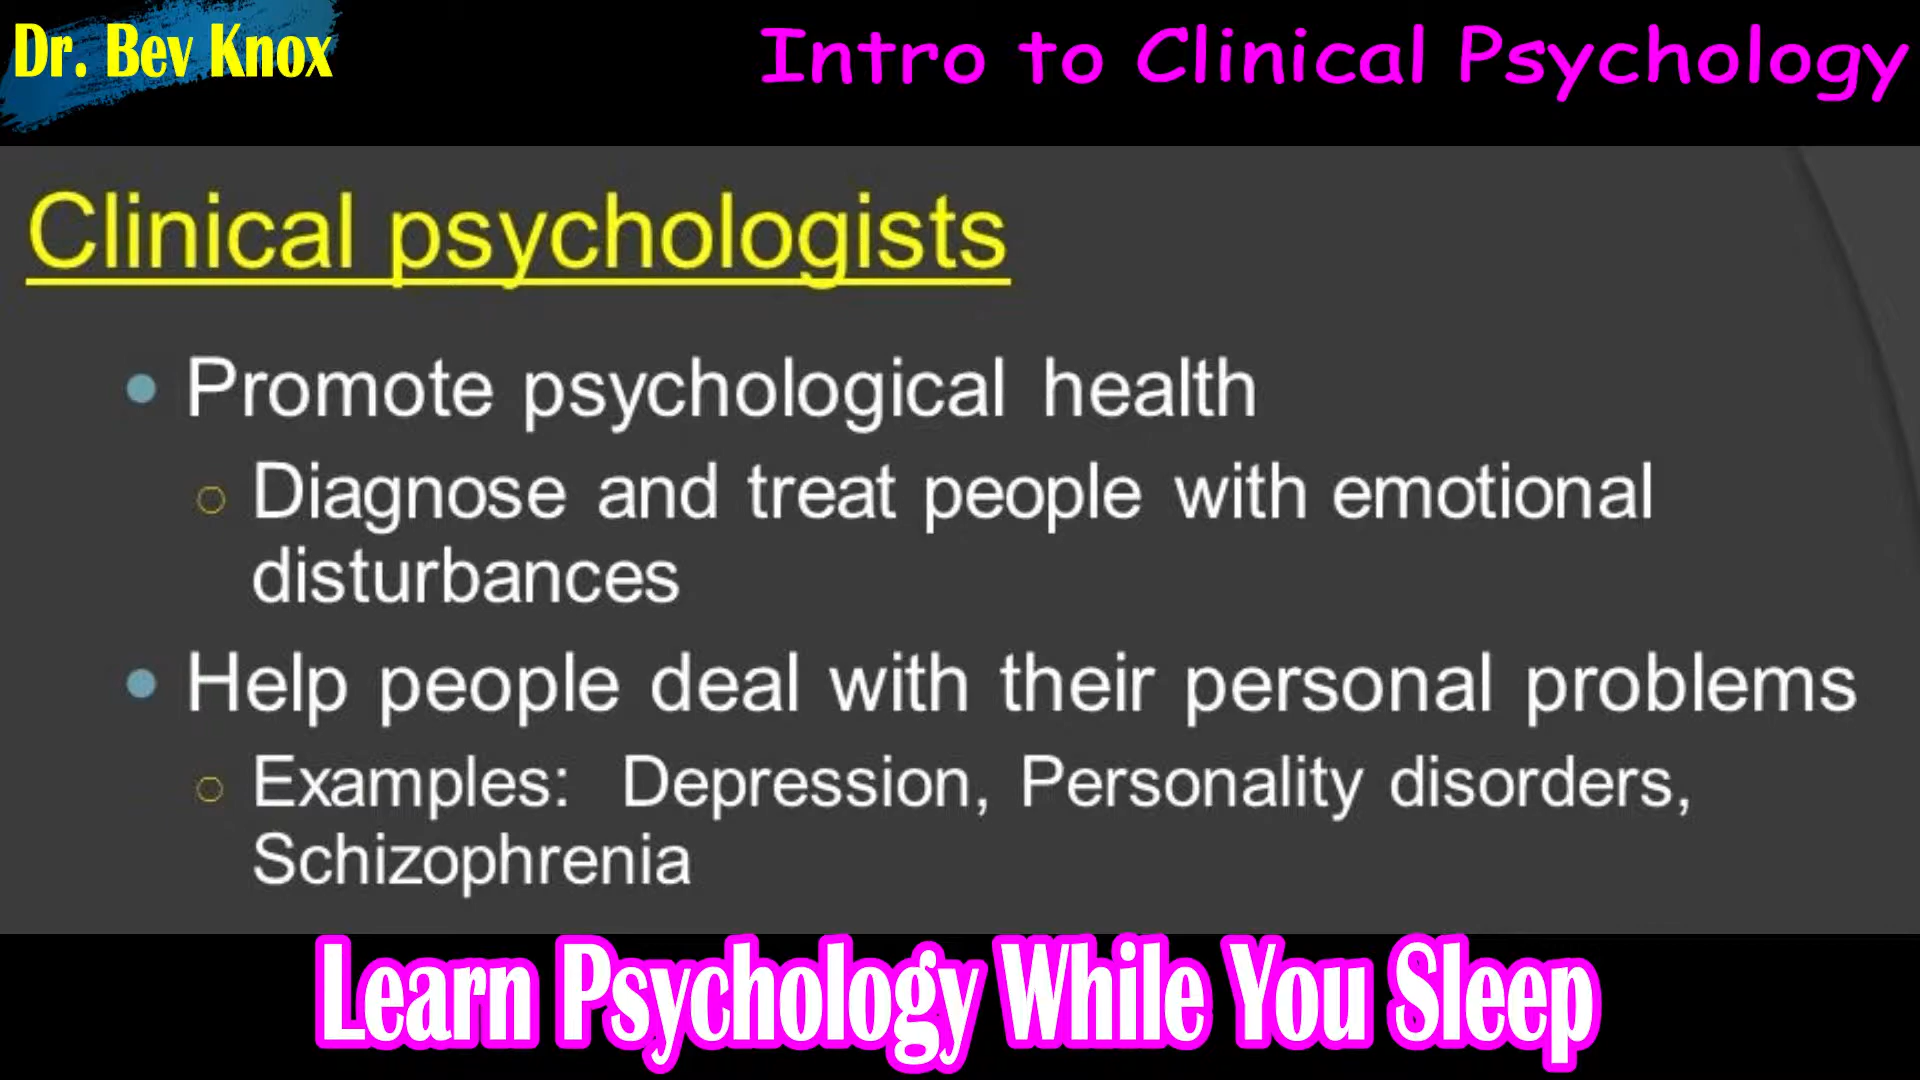 Dr. Bev Knox
Intro to Clinical Psychology
Clinical psychologists
• Promote psychological health
○ Diagnose and treat people with emotional
disturbances
• Help people deal with their personal problems
○ Examples: Depression, Personality disorders,
Schizophrenia
Learn Psychology While You Sleep